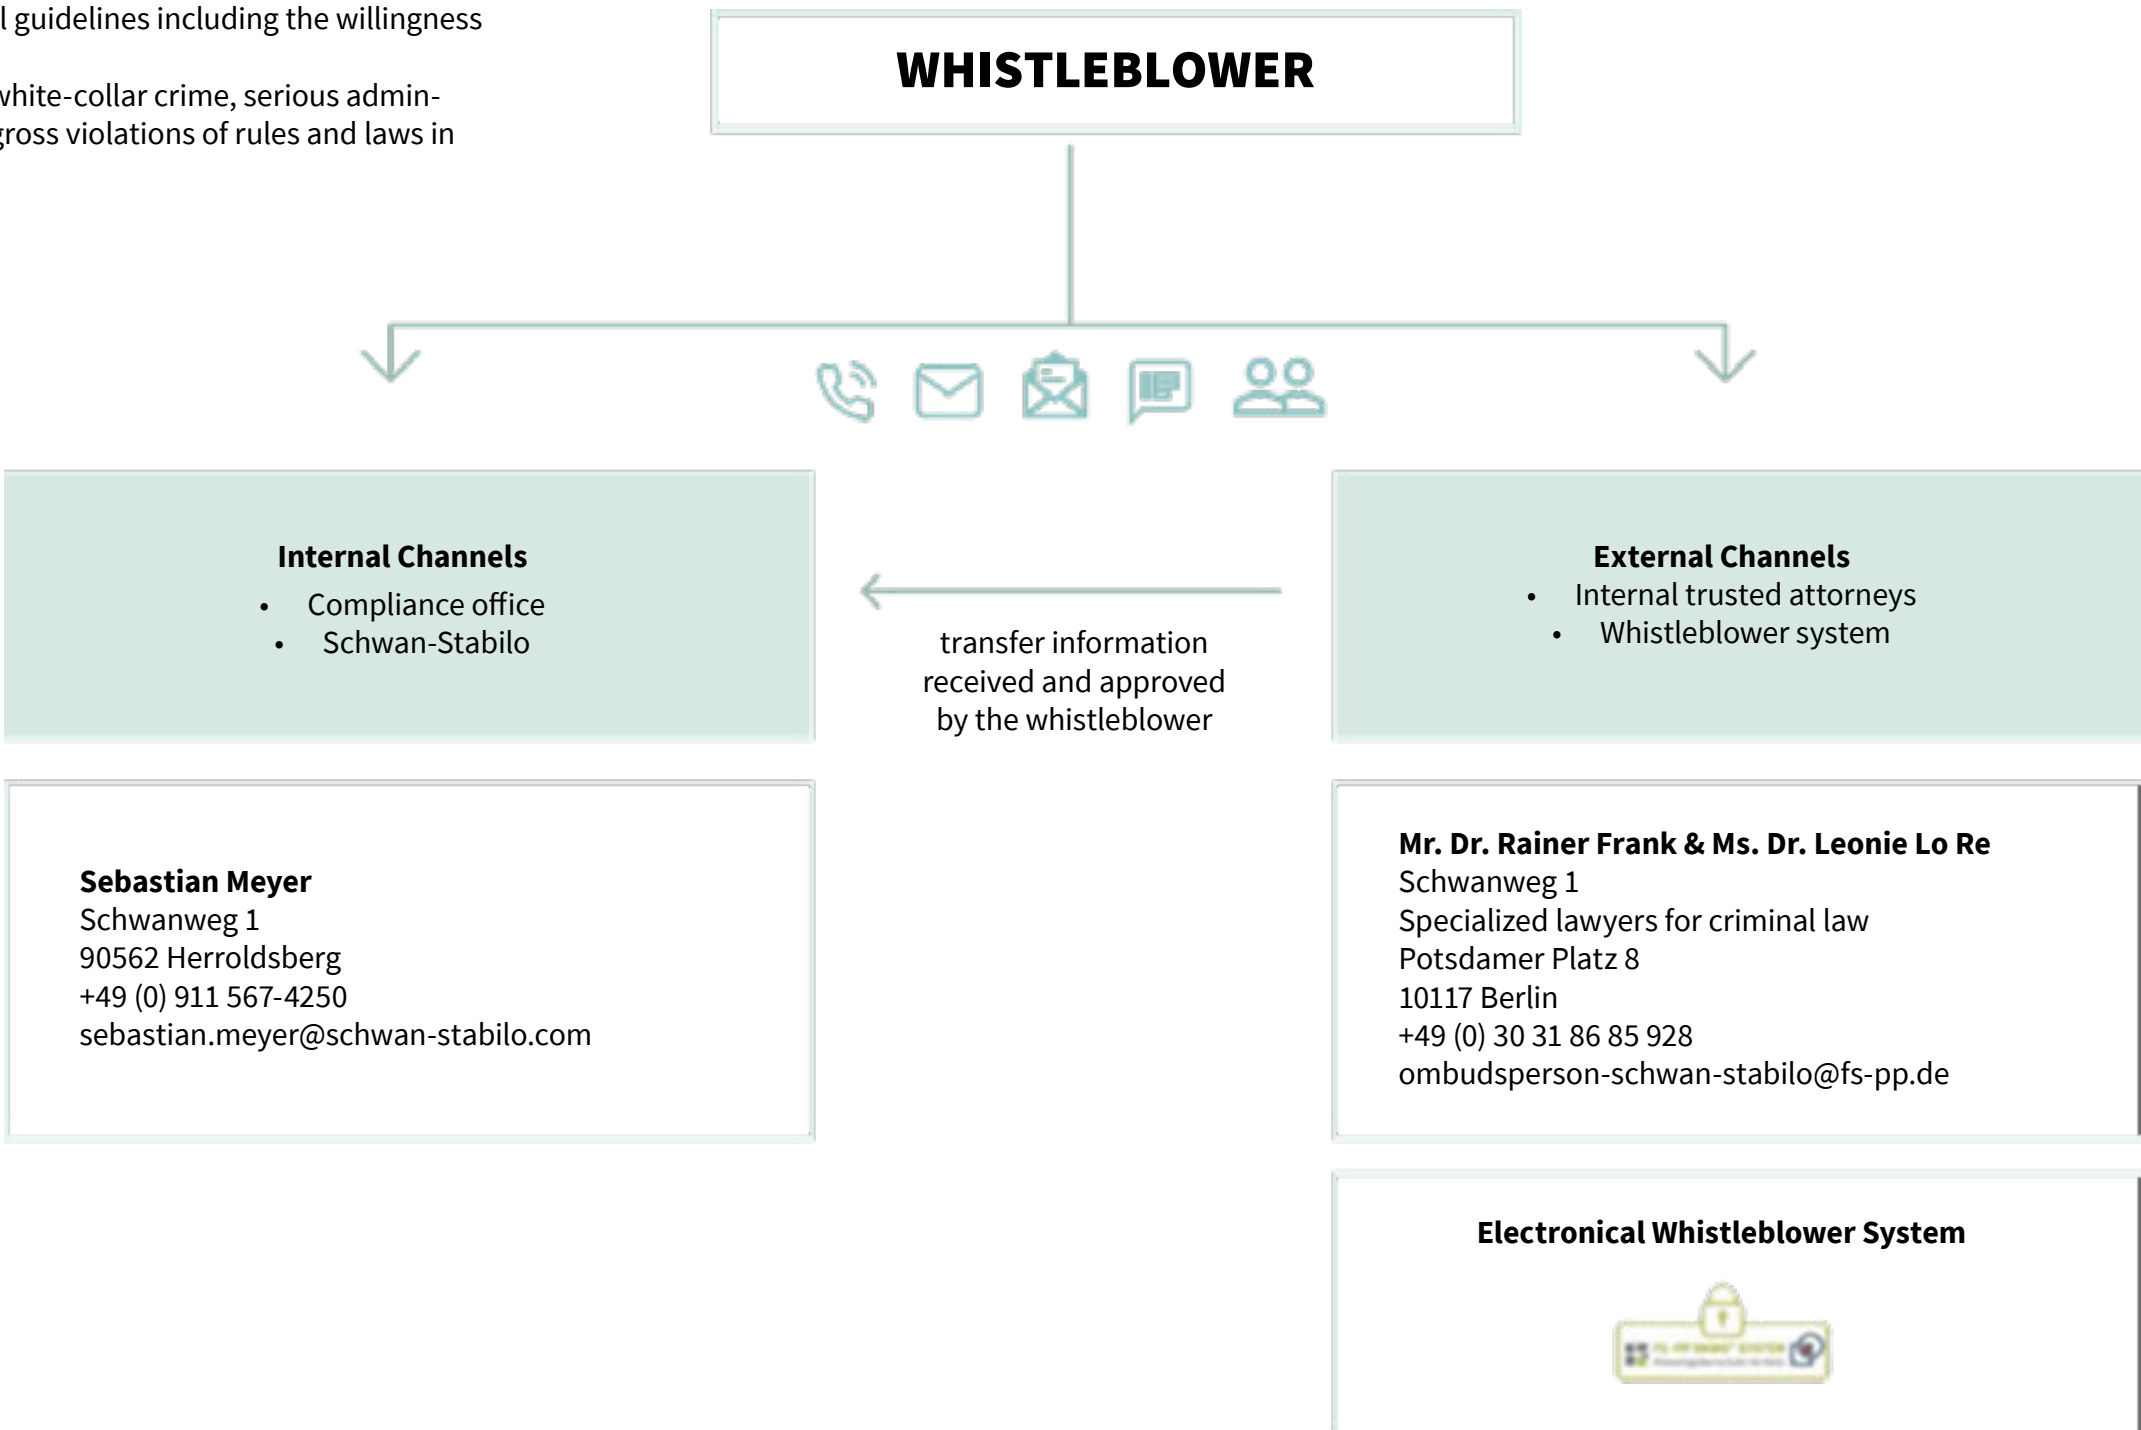 l guidelines including the willingness
white-collar crime, serious admin-
gross violations of rules and laws in
WHISTLEBLOWER
Internal Channels
• Compliance office
• Schwan-Stabilo
transfer information
received and approved
by the whistleblower
External Channels
• Internal trusted attorneys
• Whistleblower system
Sebastian Meyer
Schwanweg 1
90562 Herroldsberg
+49 (0) 911 567-4250
sebastian.meyer@schwan-stabilo.com
Mr. Dr. Rainer Frank & Ms. Dr. Leonie Lo Re
Schwanweg 1
Specialized lawyers for criminal law
Potsdamer Platz 8
10117 Berlin
+49 (0) 30 31 86 85 928
ombudsperson-schwan-stabilo@fs-pp.de
Electronical Whistleblower System